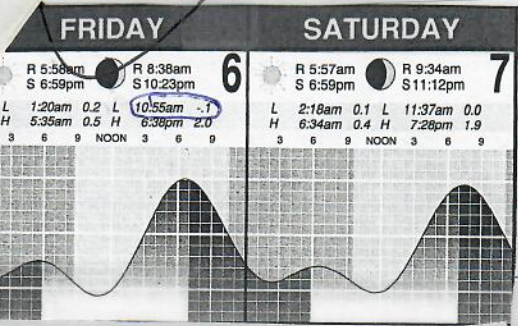 FRIDAY
R 5:58am R 8:38am 6
S 6:59pm S10:23pm
L 1:20am 0.2 L 10:55am -.1
H 5:35am 0.5 H 6:38pm 2.0
3 6 9 NOON 3 6 9
SATURDAY
R 5:57am R 9:34am 7
S 6:59pm S11:12pm
L 2:18am 0.1 L 11:37am 0.0
H 6:34am 0.4 H 7:28pm 1.9
3 6 9 NOON 3 6 9